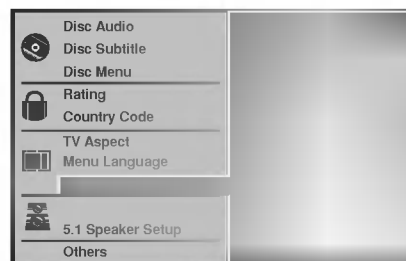 Disc Audio
Disc Subtitle
Disc Menu
Rating
Country Code
TV Aspect
Menu Language
5.1 Speaker Setup
Others